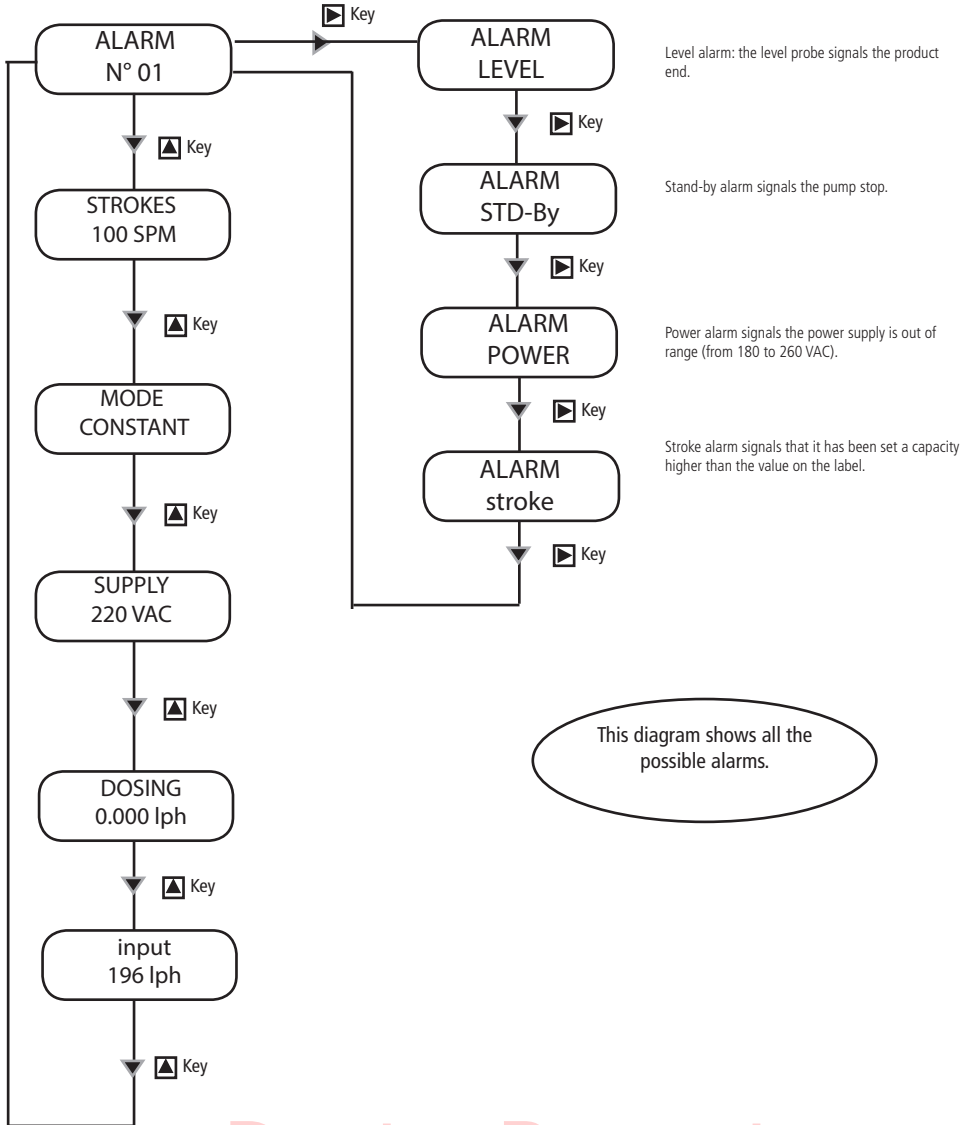 Key
ALARM
N° 01
ALARM
LEVEL
Level alarm: the level probe signals the product
end.
Key
Key
STROKES
100 SPM
ALARM
STD-By
Stand-by alarm signals the pump stop.
Key
Key
MODE
CONSTANT
ALARM
POWER
Power alarm signals the power supply is out of
range (from 180 to 260 VAC).
Key
Stroke alarm signals that it has been set a capacity
higher than the value on the label.
ALARM
stroke
Key
Key
SUPPLY
220 VAC
Key
This diagram shows all the
possible alarms.
DOSING
0.000 lph
Key
input
196 lph
Key